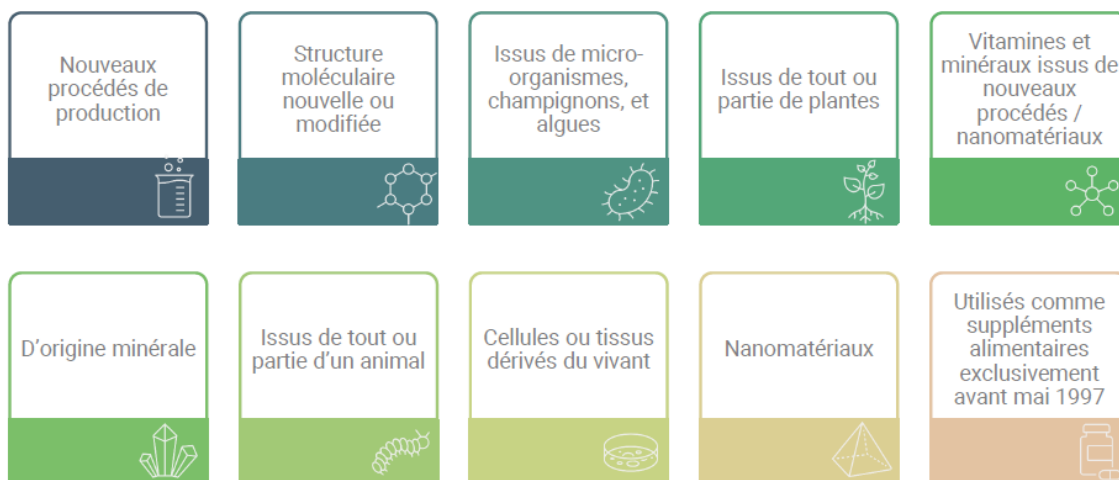 Nouveaux
procédés de
production
Structure
moléculaire
nouvelle ou
modifiée
Issus de micro-
organismes,
champignons, et
algues
Issus de tout ou
partie de plantes
Vitamines et
minéraux issus de
nouveaux
procédés /
nanomatériaux
D'origine minérale
Issus de tout ou
partie d'un animal
Cellules ou tissus
dérivés du vivant
Nanomatériaux
Utilisés comme
suppléments
alimentaires
exclusivement
avant mai 1997